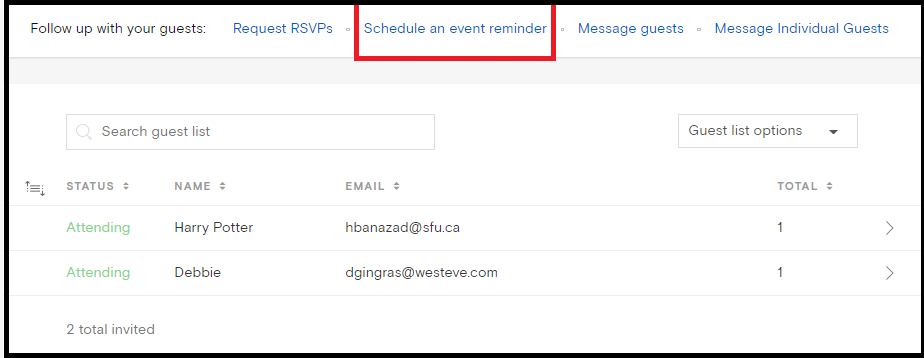 Follow up with your guests: Request RSVPs Schedule an event reminder Message guests Message Individual Guests
Search guest list Guest list options
STATUS NAME EMAIL TOTAL
Attending Harry Potter hbanazad@sfu.ca 1
Attending Debbie dgingras@westeve.com 1
2 total invited